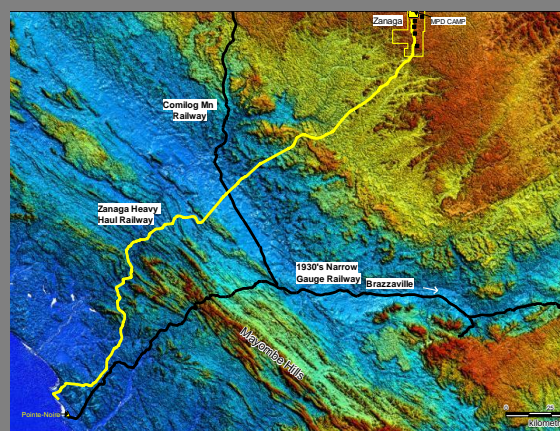 Zanaga
MPD CAMP
Comilog Mn
Railway
Zanaga Heavy
Haul Railway
1930's Narrow
Gauge Railway
Brazzaville
Mayombe Hills
Pointe-Noire
0